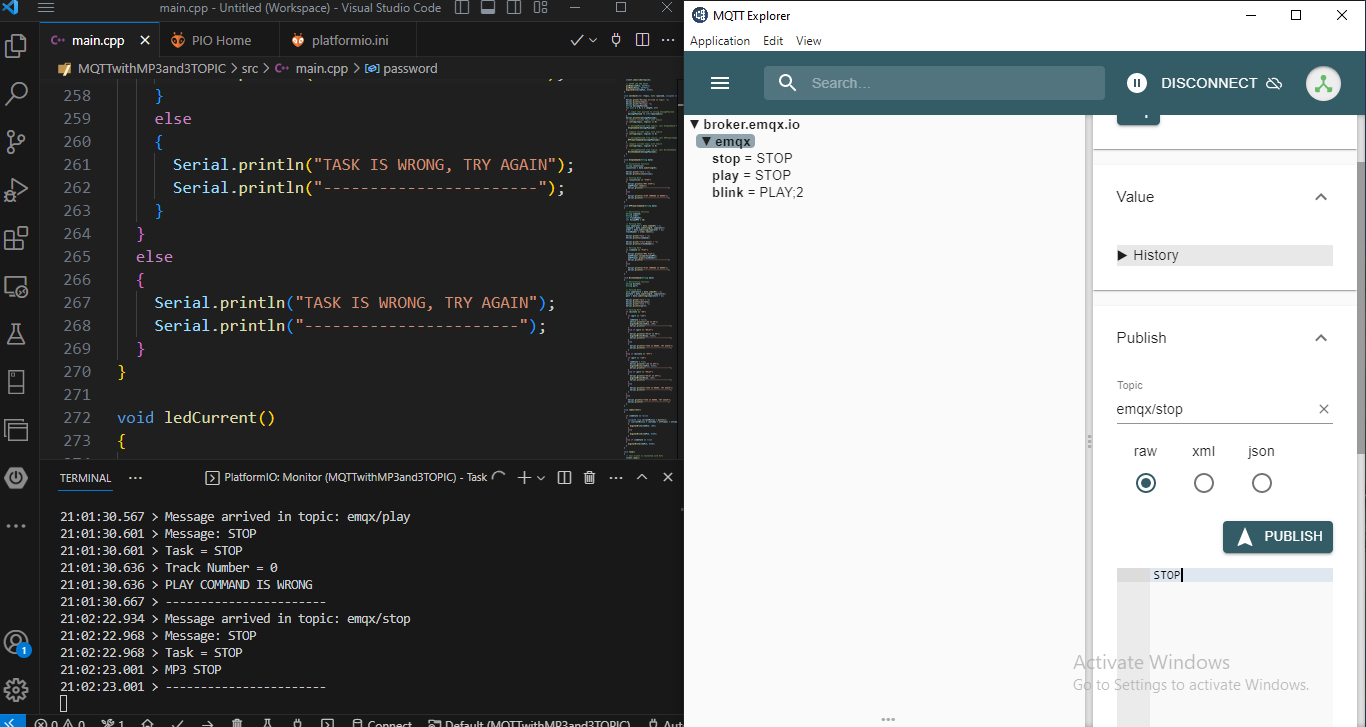 main.cpp - Untitled (Workspace) - Visual Studio Code
main.cpp
PIO Home
platformio.ini
MQTTwithMP3and3TOPIC > src > main.cpp > password
258 }
259 else
260 {
261 Serial.println("TASK IS WRONG, TRY AGAIN");
262 Serial.println("-----------------------");
263 }
264 }
265 else
266 {
267 Serial.println("TASK IS WRONG, TRY AGAIN");
268 Serial.println("-----------------------");
269 }
270 }
271
272 void ledCurrent()
273 {
TERMINAL
PlatformIO: Monitor (MQTTwithMP3and3TOPIC) - Task
21:01:30.567 > Message arrived in topic: emqx/play
21:01:30.601 > Message: STOP
21:01:30.601 > Task = STOP
21:01:30.636 > Track Number = 0
21:01:30.636 > PLAY COMMAND IS WRONG
21:01:30.667 > -----------------------
21:02:22.934 > Message arrived in topic: emqx/stop
21:02:22.968 > Message: STOP
21:02:22.968 > Task = STOP
21:02:23.001 > MP3 STOP
21:02:23.001 > -----------------------
1
0 0 1 Connect Default (MQTTwithMP3and3TOPIC) Aut
MQTT Explorer
Application Edit View
Search...
DISCONNECT
broker.emqx.io
emqx
stop = STOP
play = STOP
blink = PLAY;2
Value
History
Publish
Topic
emqx/stop
raw xml json
PUBLISH
STOP
Activate Windows
Go to Settings to activate Windows.